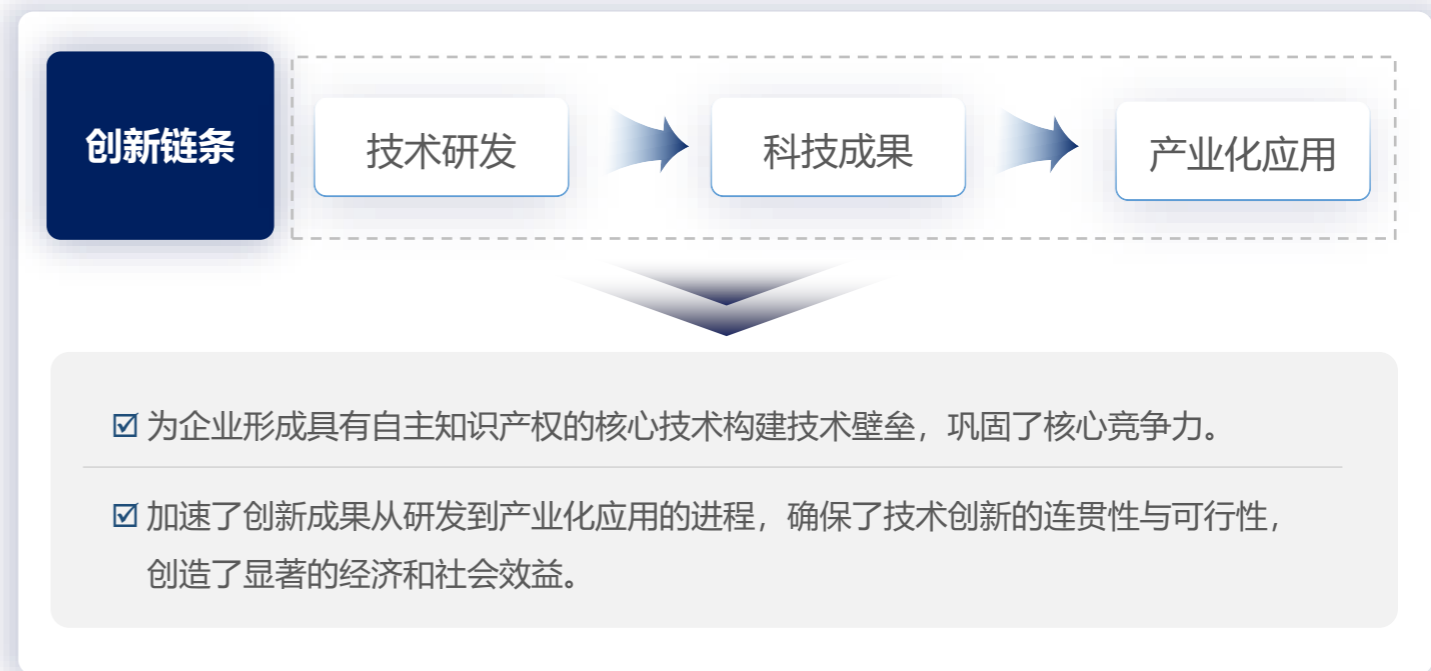 创新链条
技术研发
科技成果
产业化应用
☑ 为企业形成具有自主知识产权的核心技术构建技术壁垒，巩固了核心竞争力。
☑ 加速了创新成果从研发到产业化应用的进程，确保了技术创新的连贯性与可行性，
创造了显著的经济和社会效益。